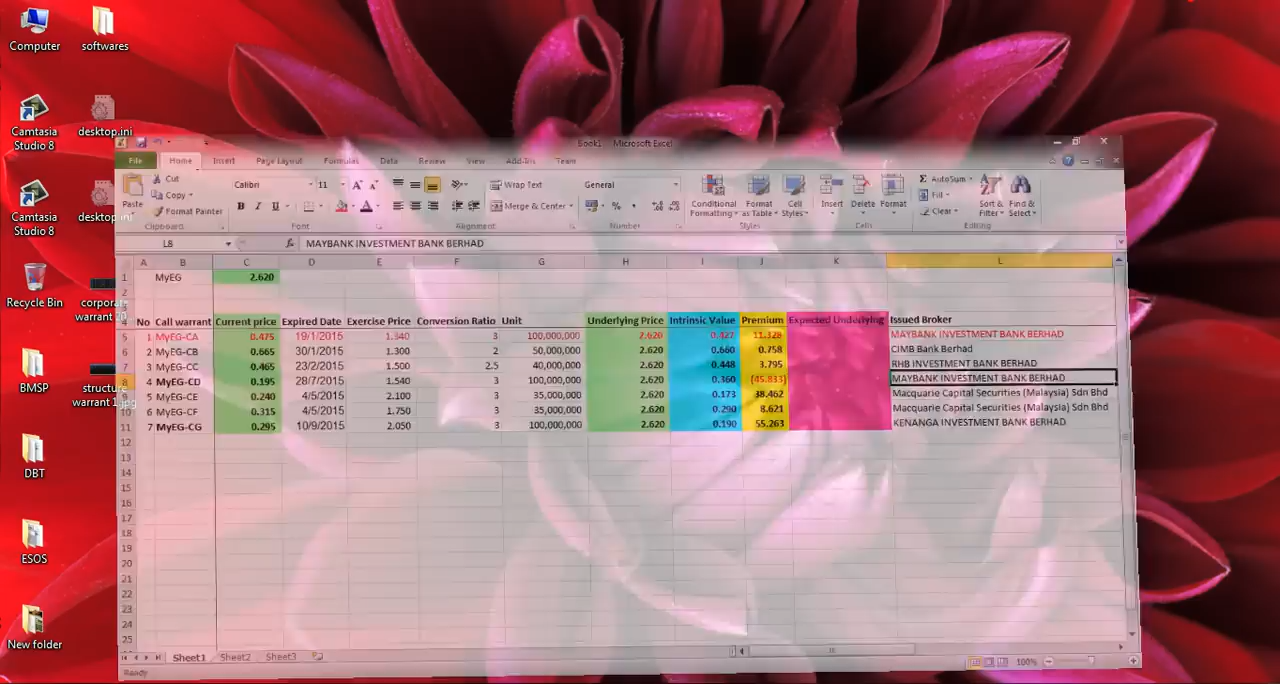 Computer
softwares
Camtasia Studio 8
desktop.ini
Camtasia Studio 8
desktop.ini
Recycle Bin
corporate warrant 20
BMSP
structure warrant 1.jpg
DBT
ESOS
New folder
Book1 - Microsoft Excel
File Home Insert Page Layout Formulas Data Review View Add-Ins Team
Paste Cut Copy Format Painter
Calibri 11
B I U
Wrap Text
Merge & Center
General
%
Conditional Formatting Format as Table Cell Styles Insert Delete Format
AutoSum Fill Clear Sort & Filter Find & Select
Clipboard Font Alignment Number Styles Cells Editing
L8 fx MAYBANK INVESTMENT BANK BERHAD
A B C D E F G H I J K L
1 MyEG 2.620
2
4 No Call warrant Current price Expired Date Exercise Price Conversion Ratio Unit Underlying Price Intrinsic Value Premium Expected Underlying Issued Broker
5 1 MyEG-CA 0.475 19/1/2016 1.340 3 100,000,000 2.620 0.427 11.328 MAYBANK INVESTMENT BANK BERHAD
6 2 MyEG-CB 0.665 30/1/2015 1.300 2 50,000,000 2.620 0.660 0.758 CIMB Bank Berhad
7 3 MyEG-CC 0.465 23/2/2015 1.500 2.5 40,000,000 2.620 0.448 3.795 RHB INVESTMENT BANK BERHAD
8 4 MyEG-CD 0.195 28/7/2015 1.540 3 100,000,000 2.620 0.360 (45.833) MAYBANK INVESTMENT BANK BERHAD
9 5 MyEG-CE 0.240 4/5/2015 2.100 3 35,000,000 2.620 0.173 38.462 Macquarie Capital Securities (Malaysia) Sdn Bhd
10 6 MyEG-CF 0.315 4/5/2015 1.750 3 35,000,000 2.620 0.290 8.621 Macquarie Capital Securities (Malaysia) Sdn Bhd
11 7 MyEG-CG 0.295 10/9/2015 2.050 3 100,000,000 2.620 0.190 55.263 KENANGA INVESTMENT BANK BERHAD
12
13
14
15
16
17
18
19
20
21
22
23
24
25
Sheet1 Sheet2 Sheet3
Ready 100%